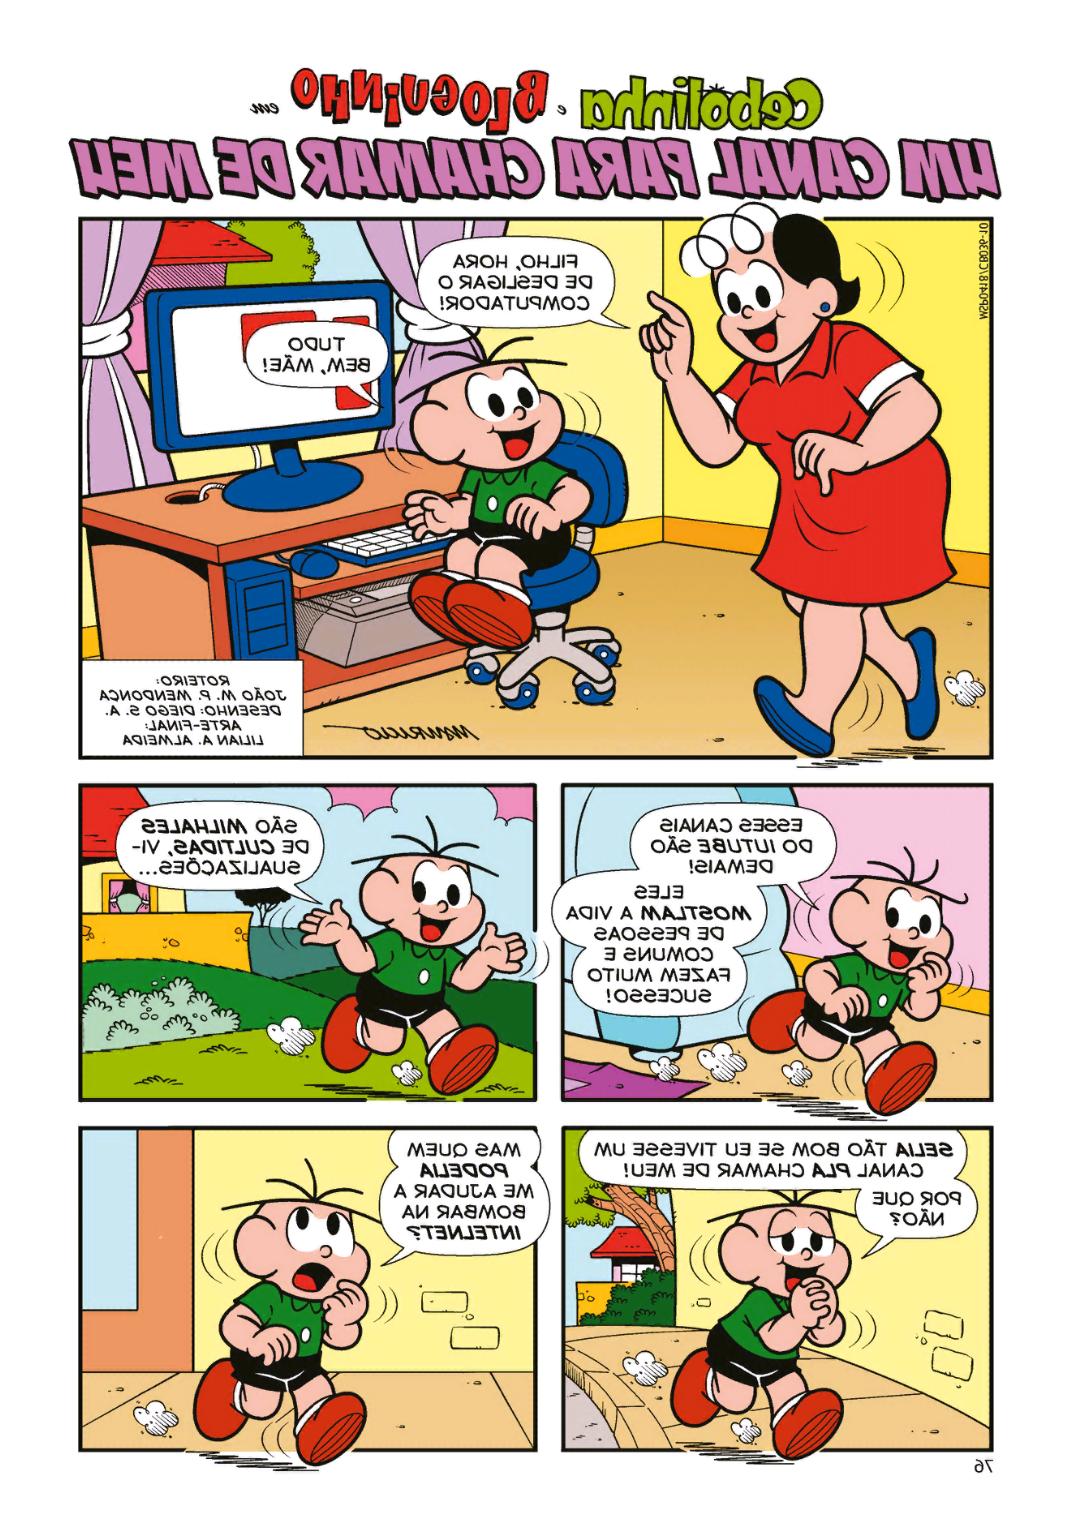 Cebolinha e BLOGUINHO em
UM CANAL PARA CHAMAR DE MEU
FILHO, HORA
DE DESLIGAR O
COMPUTADOR!
TUDO
BEM, MÃE!
MSP0418/CB036-10
ROTEIRO:
JOÃO M. P. MENDONÇA
DESENHO: DIEGO S. A.
ARTE-FINAL:
LILIAN A. ALMEIDA
MAURICIO
ESSES CANAIS
DO IUTUBE SÃO
DEMAIS!
ELES
MOSTLAM A VIDA
DE PESSOAS
COMUNS E
FAZEM MUITO
SUCESSO!
SÃO MILHALES
DE CULTIDAS, VI-
SUALIZAÇÕES...
SELIA TÃO BOM SE EU TIVESSE UM
CANAL PLA CHAMAR DE MEU!
POR QUE
NÃO?
MAS QUEM
PODELIA
ME AJUDAR A
BOMBAR NA
INTELNET?
76